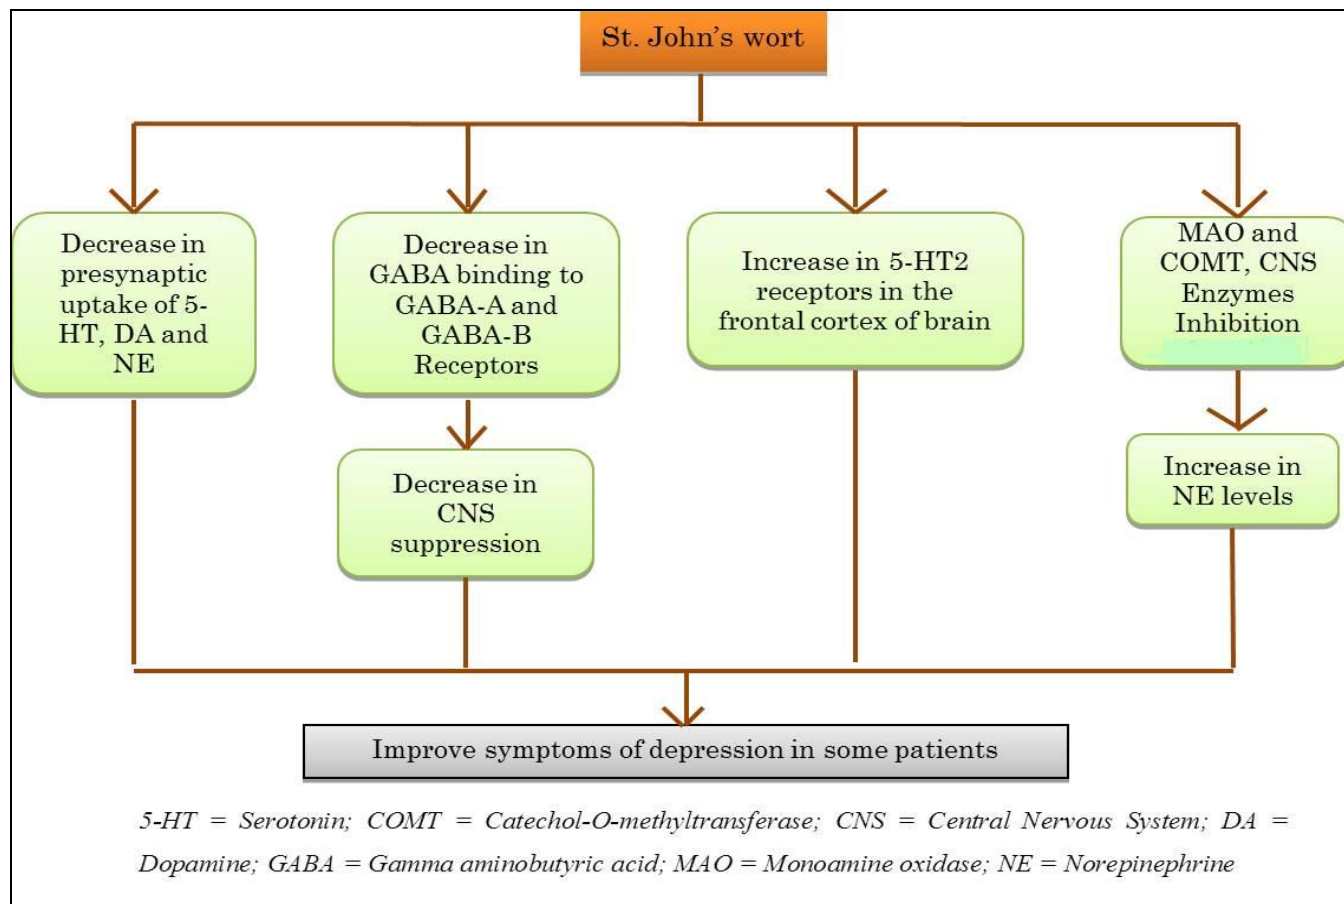 St. John’s wort
Decrease in
presynaptic
uptake of 5-
HT, DA and
NE
Decrease in
GABA binding to
GABA-A and
GABA-B
Receptors
Increase in 5-HT2
receptors in the
frontal cortex of brain
MAO and
COMT, CNS
Enzymes
Inhibition
Decrease in
CNS
suppression
Increase in
NE levels
Improve symptoms of depression in some patients
5-HT = Serotonin; COMT = Catechol-O-methyltransferase; CNS = Central Nervous System; DA =
Dopamine; GABA = Gamma aminobutyric acid; MAO = Monoamine oxidase; NE = Norepinephrine